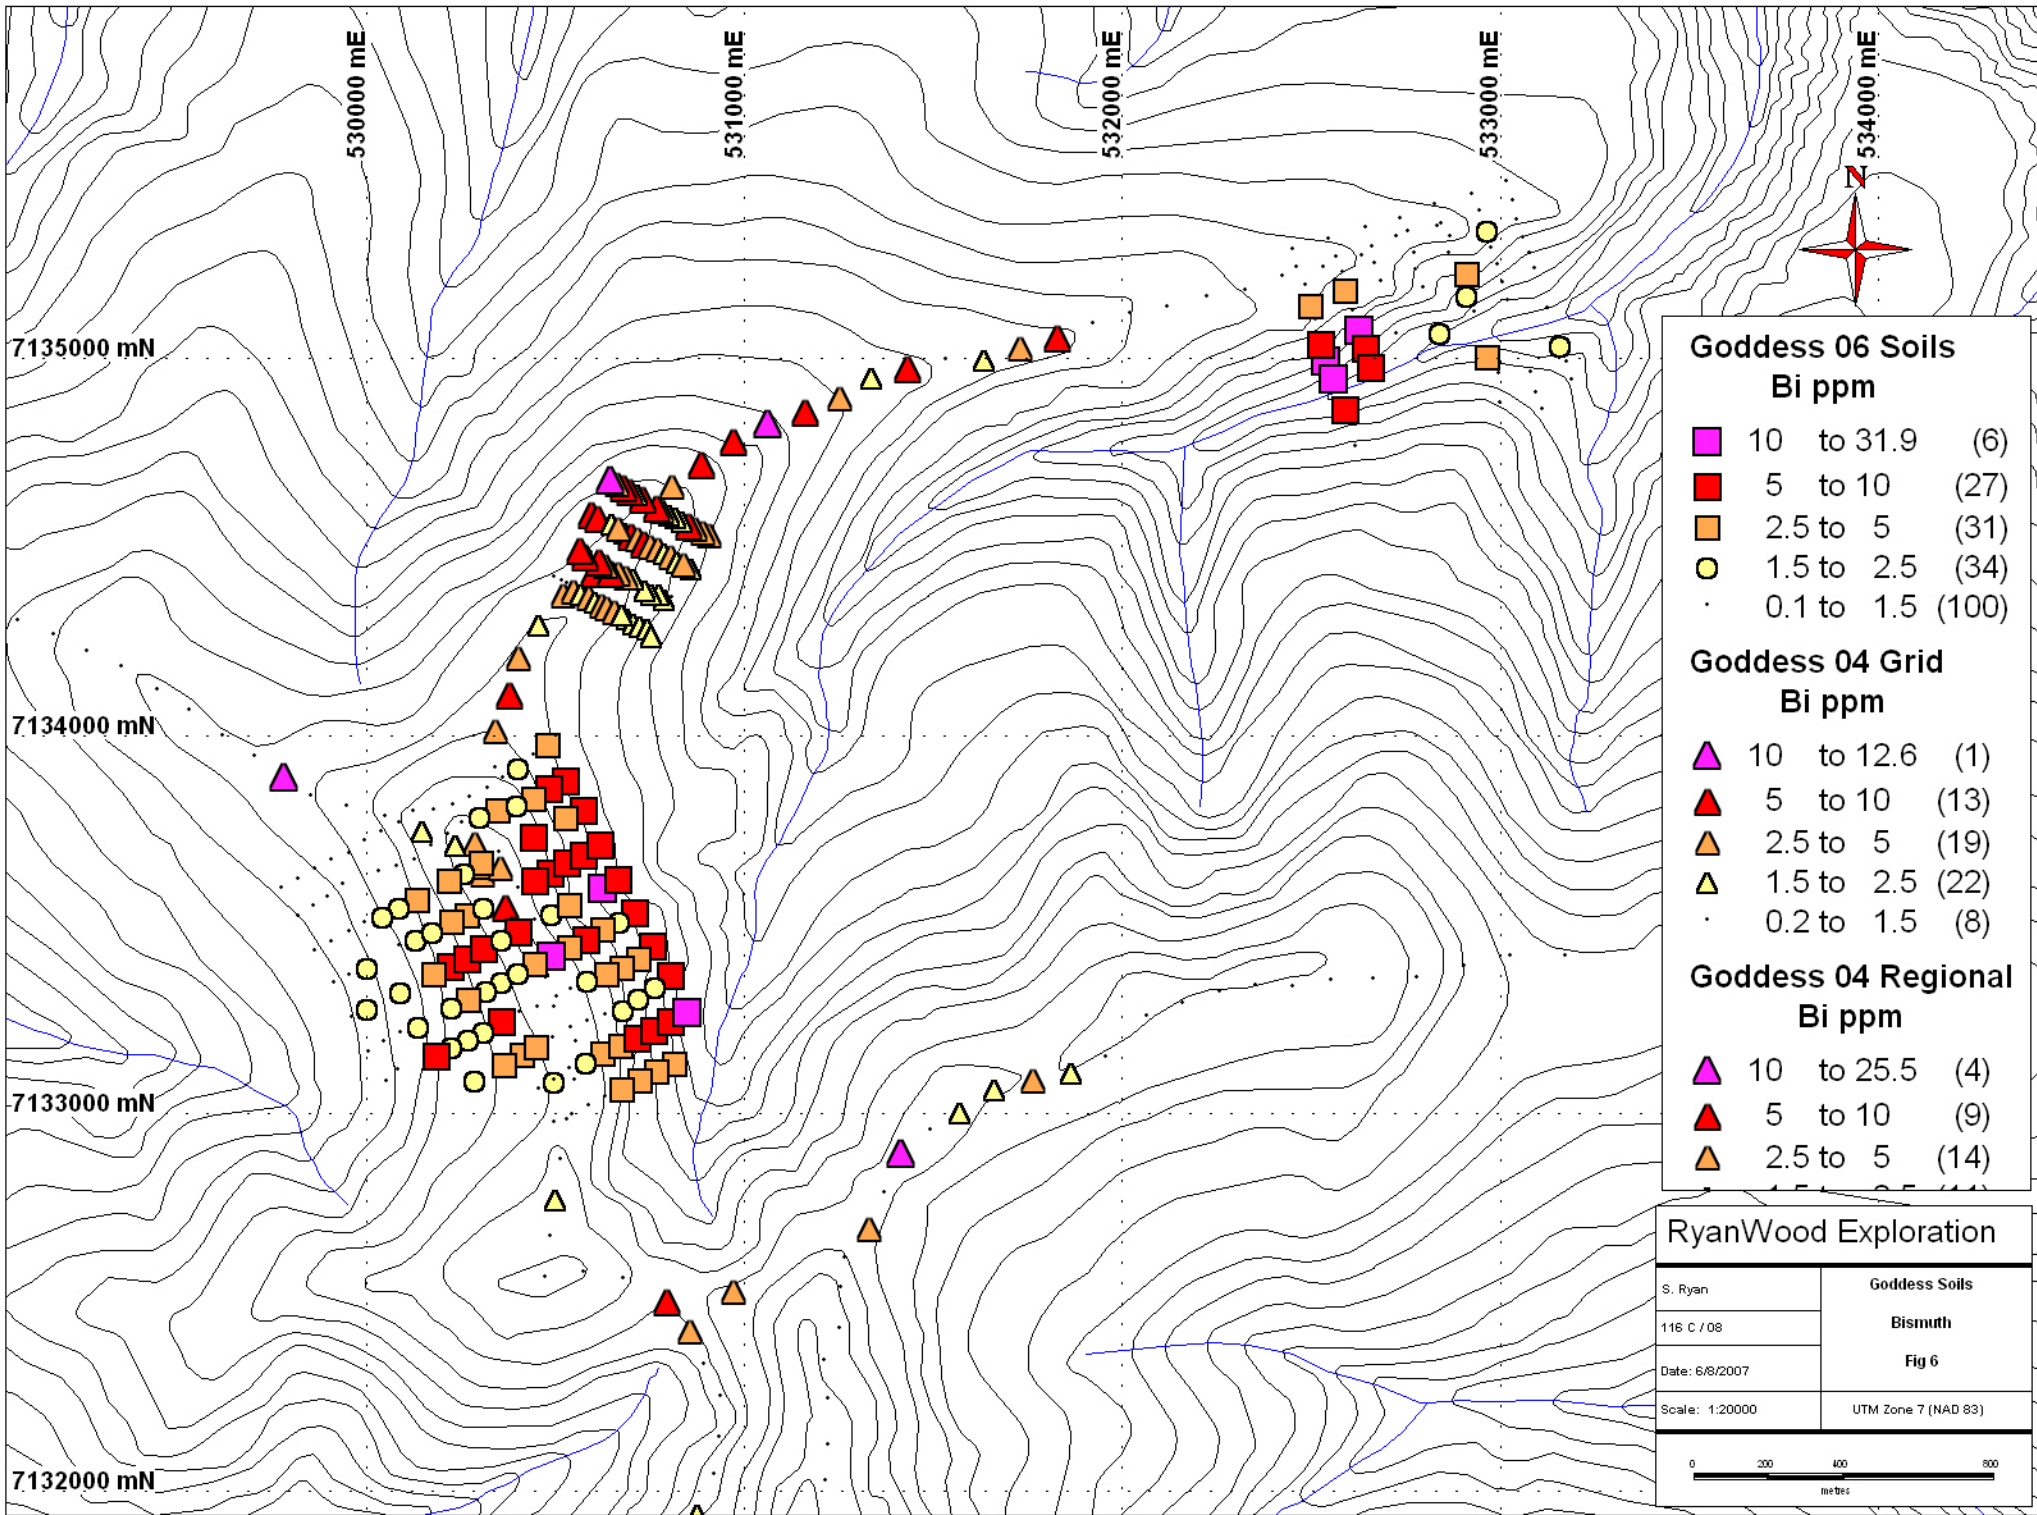 530000 mE
531000 mE
532000 mE
533000 mE
534000 mE
N
7135000 mN
7134000 mN
7133000 mN
7132000 mN
Goddess 06 Soils
Bi ppm
10 to 31.9 (6)
5 to 10 (27)
2.5 to 5 (31)
1.5 to 2.5 (34)
0.1 to 1.5 (100)
Goddess 04 Grid
Bi ppm
10 to 12.6 (1)
5 to 10 (13)
2.5 to 5 (19)
1.5 to 2.5 (22)
0.2 to 1.5 (8)
Goddess 04 Regional
Bi ppm
10 to 25.5 (4)
5 to 10 (9)
2.5 to 5 (14)
RyanWood Exploration
S. Ryan
116 C / 08
Date: 6/8/2007
Scale: 1:20000
Goddess Soils
Bismuth
Fig 6
UTM Zone 7 (NAD 83)
0 200 400 800
metres